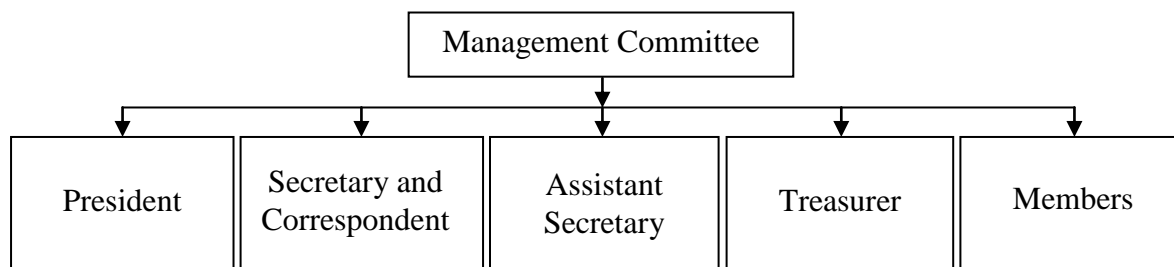 Management Committee
President
Secretary and
Correspondent
Assistant
Secretary
Treasurer
Members